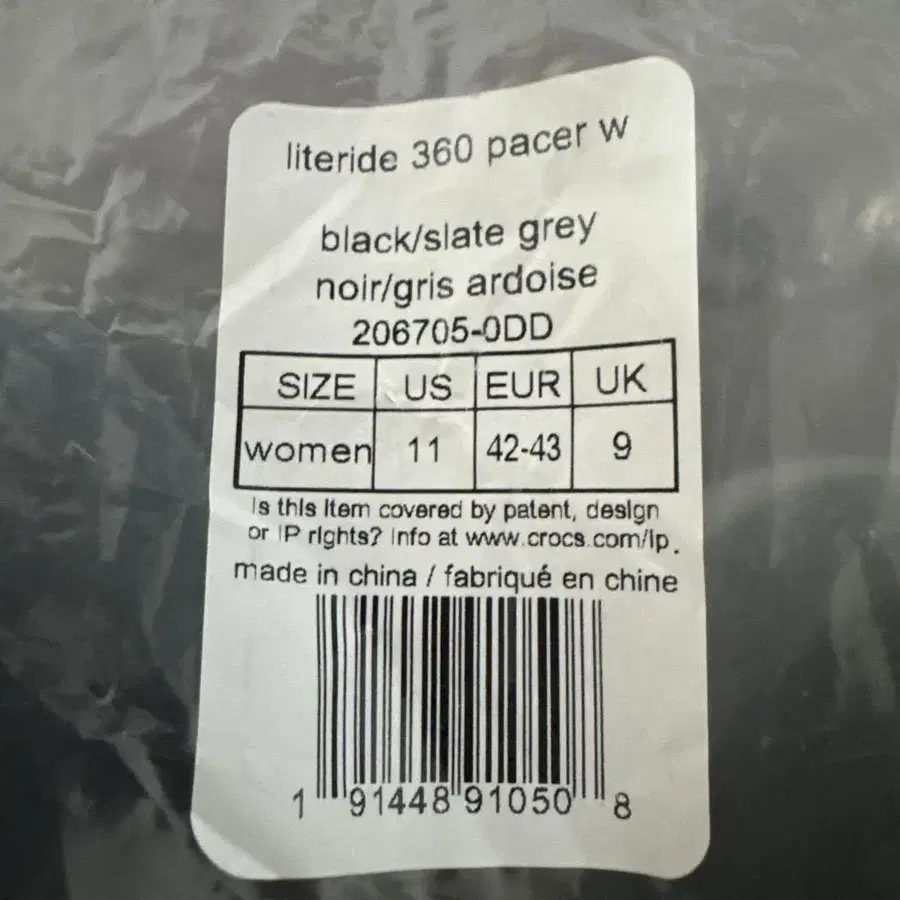 literide 360 pacer w
black/slate grey
noir/gris ardoise
206705-0DD
SIZE US EUR UK
women 11 42-43 9
Is this item covered by patent, design
or IP rights? Info at www.crocs.com/ip.
made in china / fabriqué en chine
1 91448 91050 8